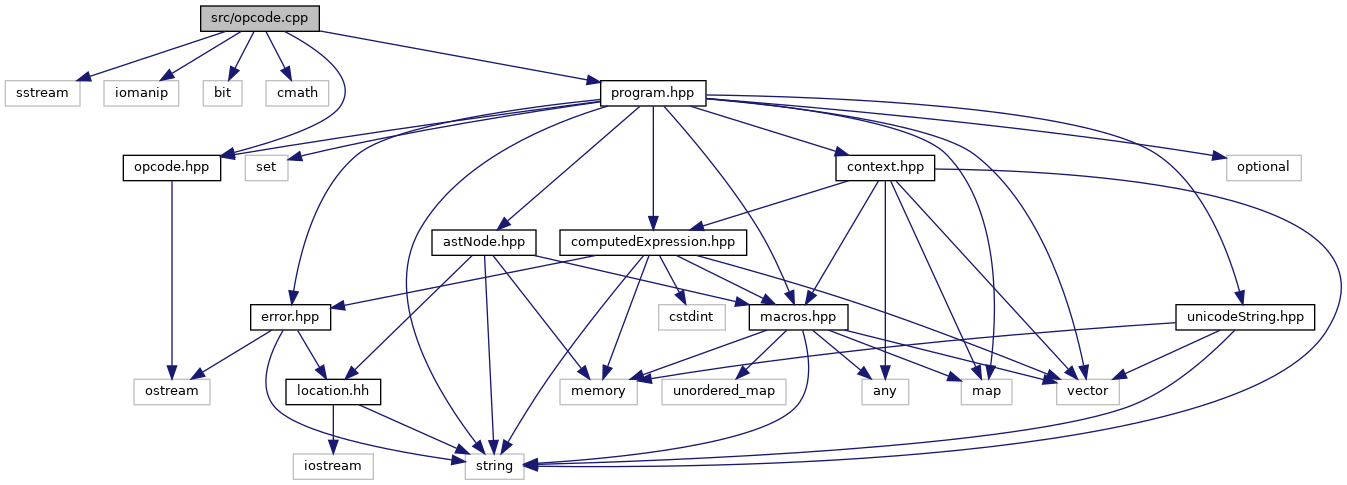 src/opcode.cpp
sstream
iomanip
bit
cmath
program.hpp
opcode.hpp
set
context.hpp
optional
astNode.hpp
computedExpression.hpp
error.hpp
cstdint
macros.hpp
unicodeString.hpp
ostream
location.hh
memory
unordered_map
any
map
vector
iostream
string